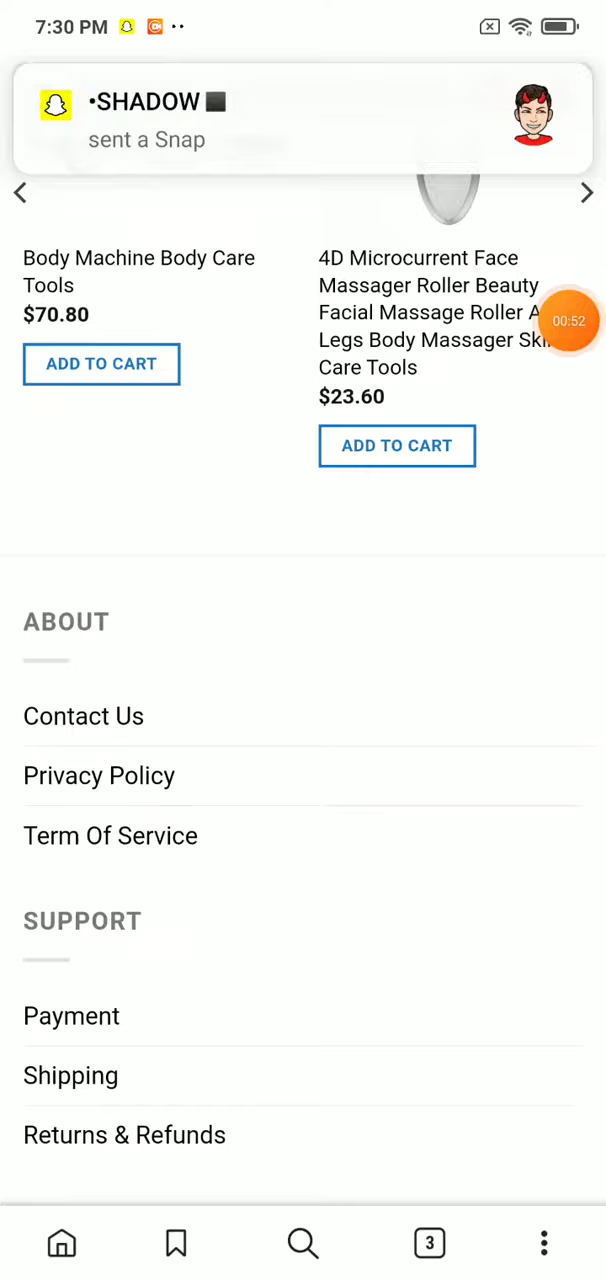 7:30 PM
•SHADOW
sent a Snap
Body Machine Body Care
Tools
$70.80
ADD TO CART
4D Microcurrent Face
Massager Roller Beauty
Facial Massage Roller
Legs Body Massager
Care Tools
$23.60
ADD TO CART
00:52
ABOUT
Contact Us
Privacy Policy
Term Of Service
SUPPORT
Payment
Shipping
Returns & Refunds
3